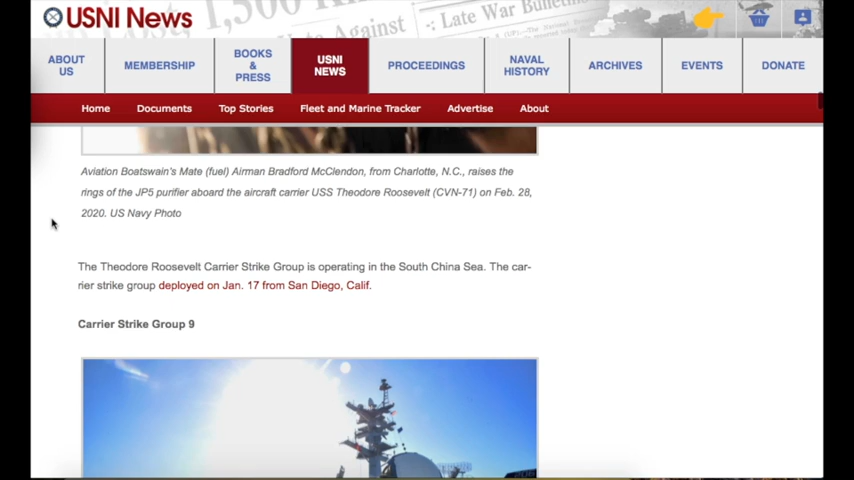 USNI News
Against
Late War Bulletins
ABOUT US
MEMBERSHIP
BOOKS & PRESS
USNI NEWS
PROCEEDINGS
NAVAL HISTORY
ARCHIVES
EVENTS
DONATE
Home
Documents
Top Stories
Fleet and Marine Tracker
Advertise
About
Aviation Boatswain's Mate (fuel) Airman Bradford McClendon, from Charlotte, N.C., raises the
rings of the JP5 purifier aboard the aircraft carrier USS Theodore Roosevelt (CVN-71) on Feb. 28,
2020. US Navy Photo
The Theodore Roosevelt Carrier Strike Group is operating in the South China Sea. The car-
rier strike group deployed on Jan. 17 from San Diego, Calif.
Carrier Strike Group 9